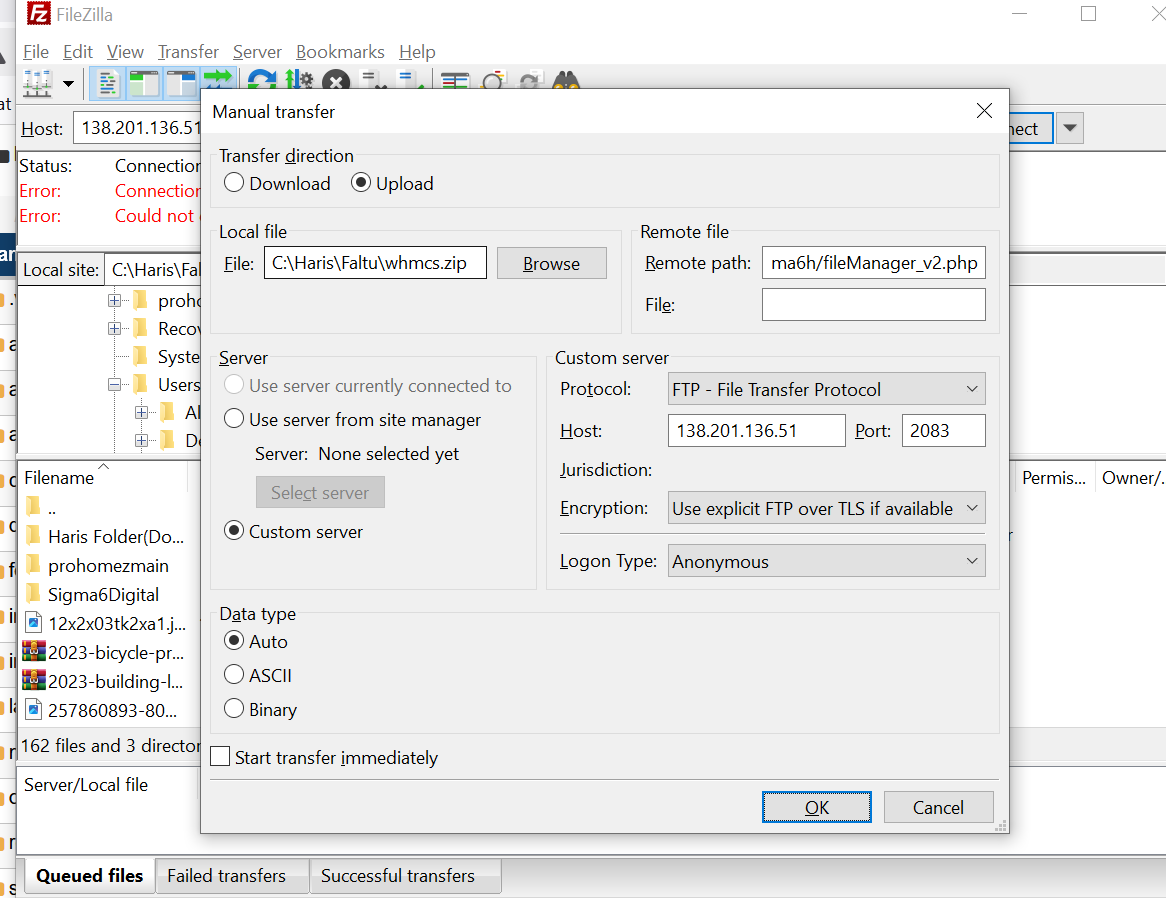 FileZilla
File Edit View Transfer Server Bookmarks Help
Host: 138.201.136.51
Status: Connection
Error: Connection
Error: Could not
Local site: C:\Haris\Fal
Recov
Syste
Users
Filename
..
Haris Folder(Do...
prohomezmain
Sigma6Digital
12x2x03tk2xa1.j...
2023-bicycle-pr...
2023-building-l...
257860893-80...
162 files and 3 director
Server/Local file
Queued files Failed transfers Successful transfers
Permis... Owner/.
Manual transfer
Transfer direction
Download Upload
Local file
File: C:\Haris\Faltu\whmcs.zip Browse
Remote file
Remote path: ma6h/fileManager_v2.php
File:
Server
Use server currently connected to
Use server from site manager
Server: None selected yet
Select server
Custom server
Custom server
Protocol: FTP - File Transfer Protocol
Host: 138.201.136.51 Port: 2083
Jurisdiction:
Encryption: Use explicit FTP over TLS if available
Logon Type: Anonymous
Data type
Auto
ASCII
Binary
Start transfer immediately
OK Cancel